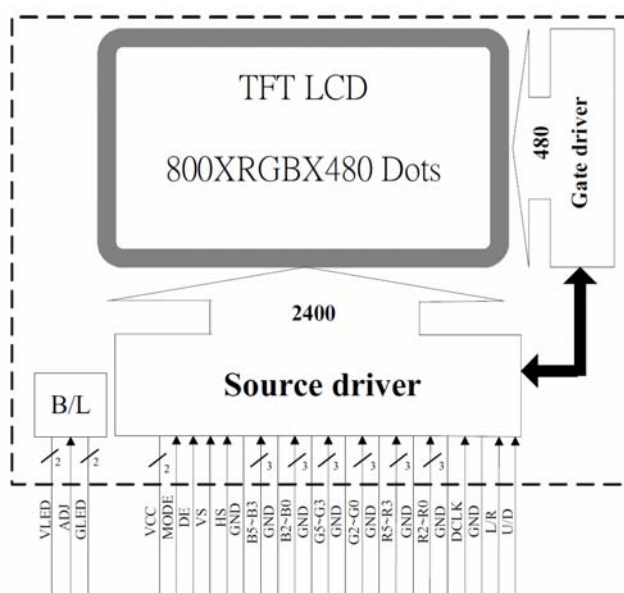 TFT LCD
800XRGBX480 Dots
480
Gate driver
2400
Source driver
B/L
2
2
2
3
3
3
3
3
3
VLED
ADJ
GLED
VCC
MODE
DE
VS
HS
GND
B5~B3
GND
B2~B0
GND
G5~G3
GND
G2~G0
GND
R5~R3
GND
R2~R0
GND
DCLK
GND
L/R
U/D